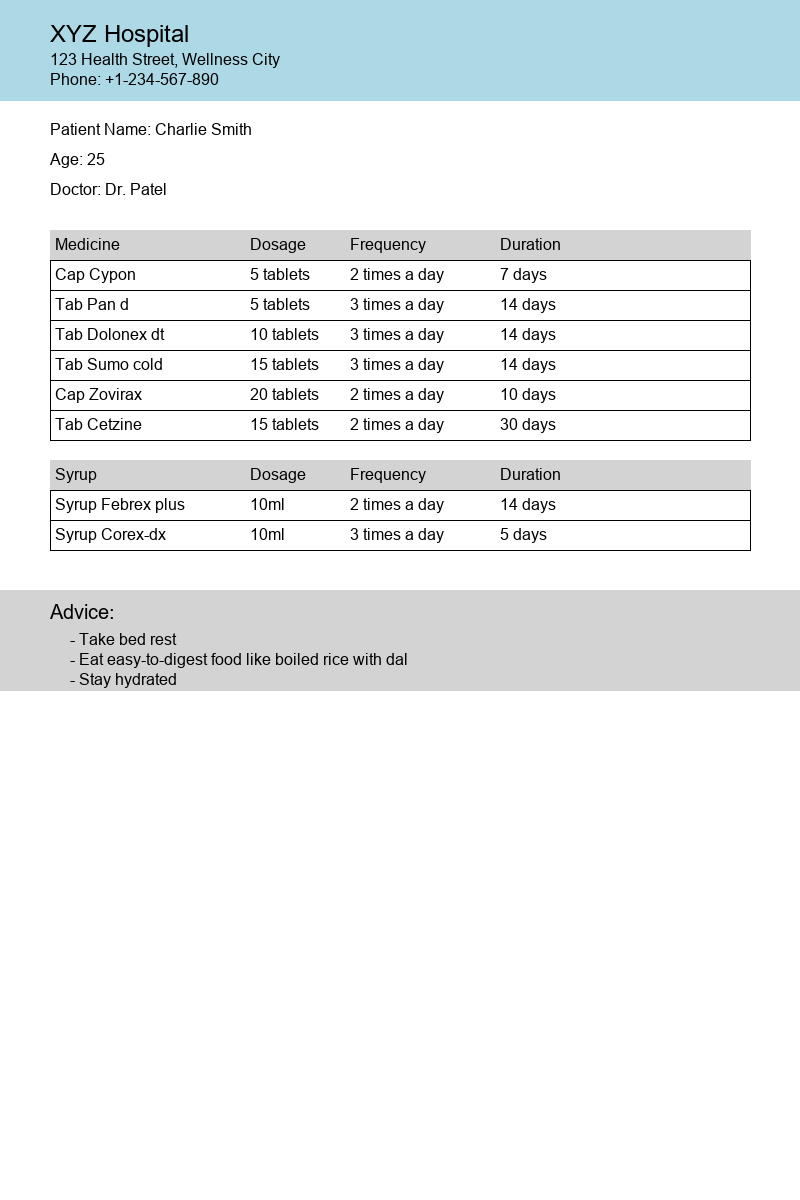 XYZ Hospital
123 Health Street, Wellness City
Phone: +1-234-567-890
Patient Name: Charlie Smith
Age: 25
Doctor: Dr. Patel
Medicine Dosage Frequency Duration
Cap Cypon 5 tablets 2 times a day 7 days
Tab Pan d 5 tablets 3 times a day 14 days
Tab Dolonex dt 10 tablets 3 times a day 14 days
Tab Sumo cold 15 tablets 3 times a day 14 days
Cap Zovirax 20 tablets 2 times a day 10 days
Tab Cetzine 15 tablets 2 times a day 30 days
Syrup Dosage Frequency Duration
Syrup Febrex plus 10ml 2 times a day 14 days
Syrup Corex-dx 10ml 3 times a day 5 days
Advice:
- Take bed rest
- Eat easy-to-digest food like boiled rice with dal
- Stay hydrated